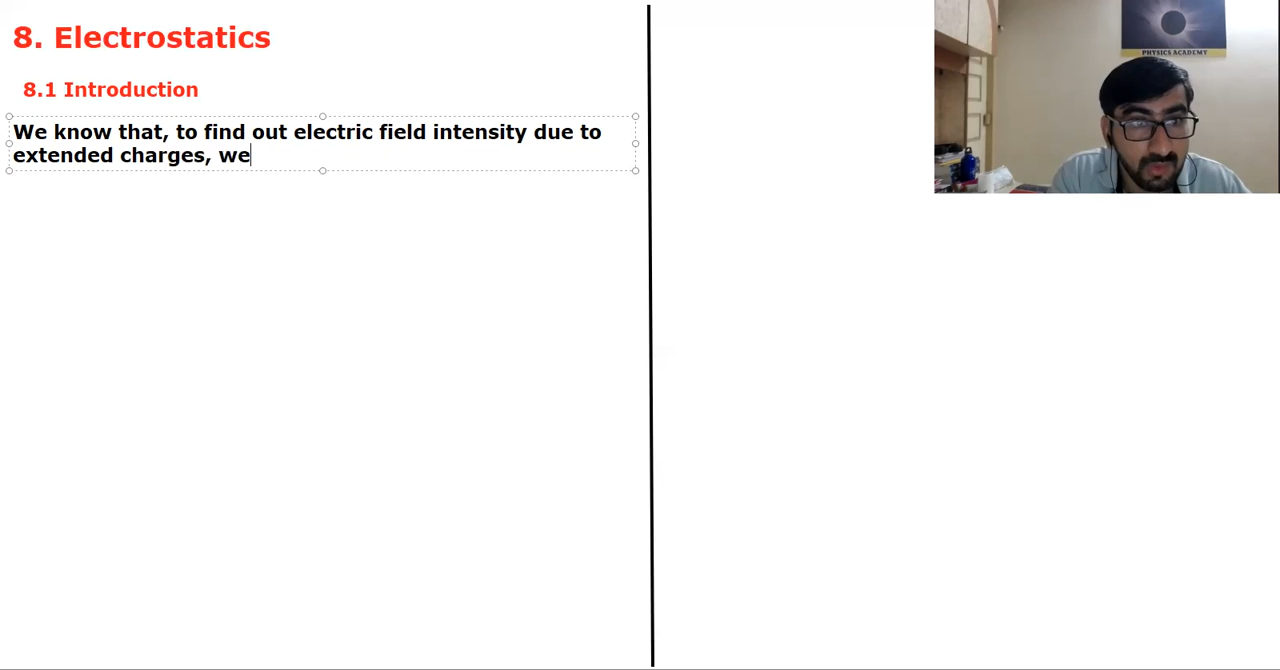 8. Electrostatics
8.1 Introduction
We know that, to find out electric field intensity due to
extended charges, we
PHYSICS ACADEMY